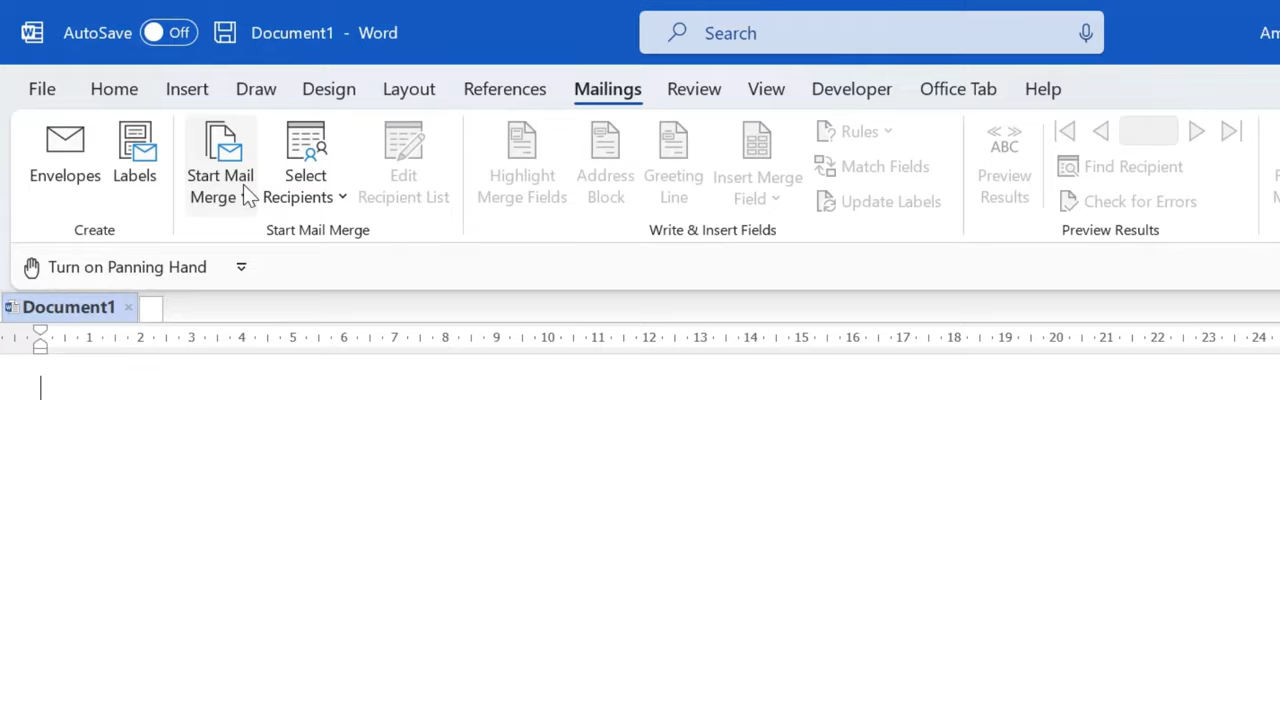 AutoSave Off Document1 - Word Search
File Home Insert Draw Design Layout References Mailings Review View Developer Office Tab Help
Envelopes
Labels
Start Mail
Merge
Select
Recipients
Edit
Recipient List
Highlight
Merge Fields
Address
Block
Greeting
Line
Insert Merge
Field
Rules
Match Fields
Update Labels
ABC
Preview
Results
Find Recipient
Check for Errors
Create Start Mail Merge Write & Insert Fields Preview Results
Turn on Panning Hand
Document1
1 2 3 4 5 6 7 8 9 10 11 12 13 14 15 16 17 18 19 20 21 22 23 24